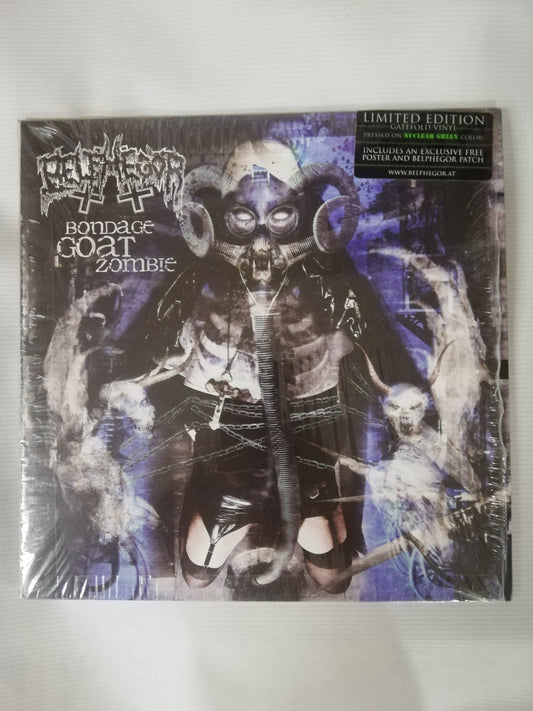 BELPHEGOR
BONDAGE
GOAT
ZOMBIE
LIMITED EDITION
GATEFOLD VINYL
PRESSED ON NUCLEAR GREEN COLOR!
INCLUDES AN EXCLUSIVE FREE
POSTER AND BELPHEGOR PATCH
WWW.BELPHEGOR.AT